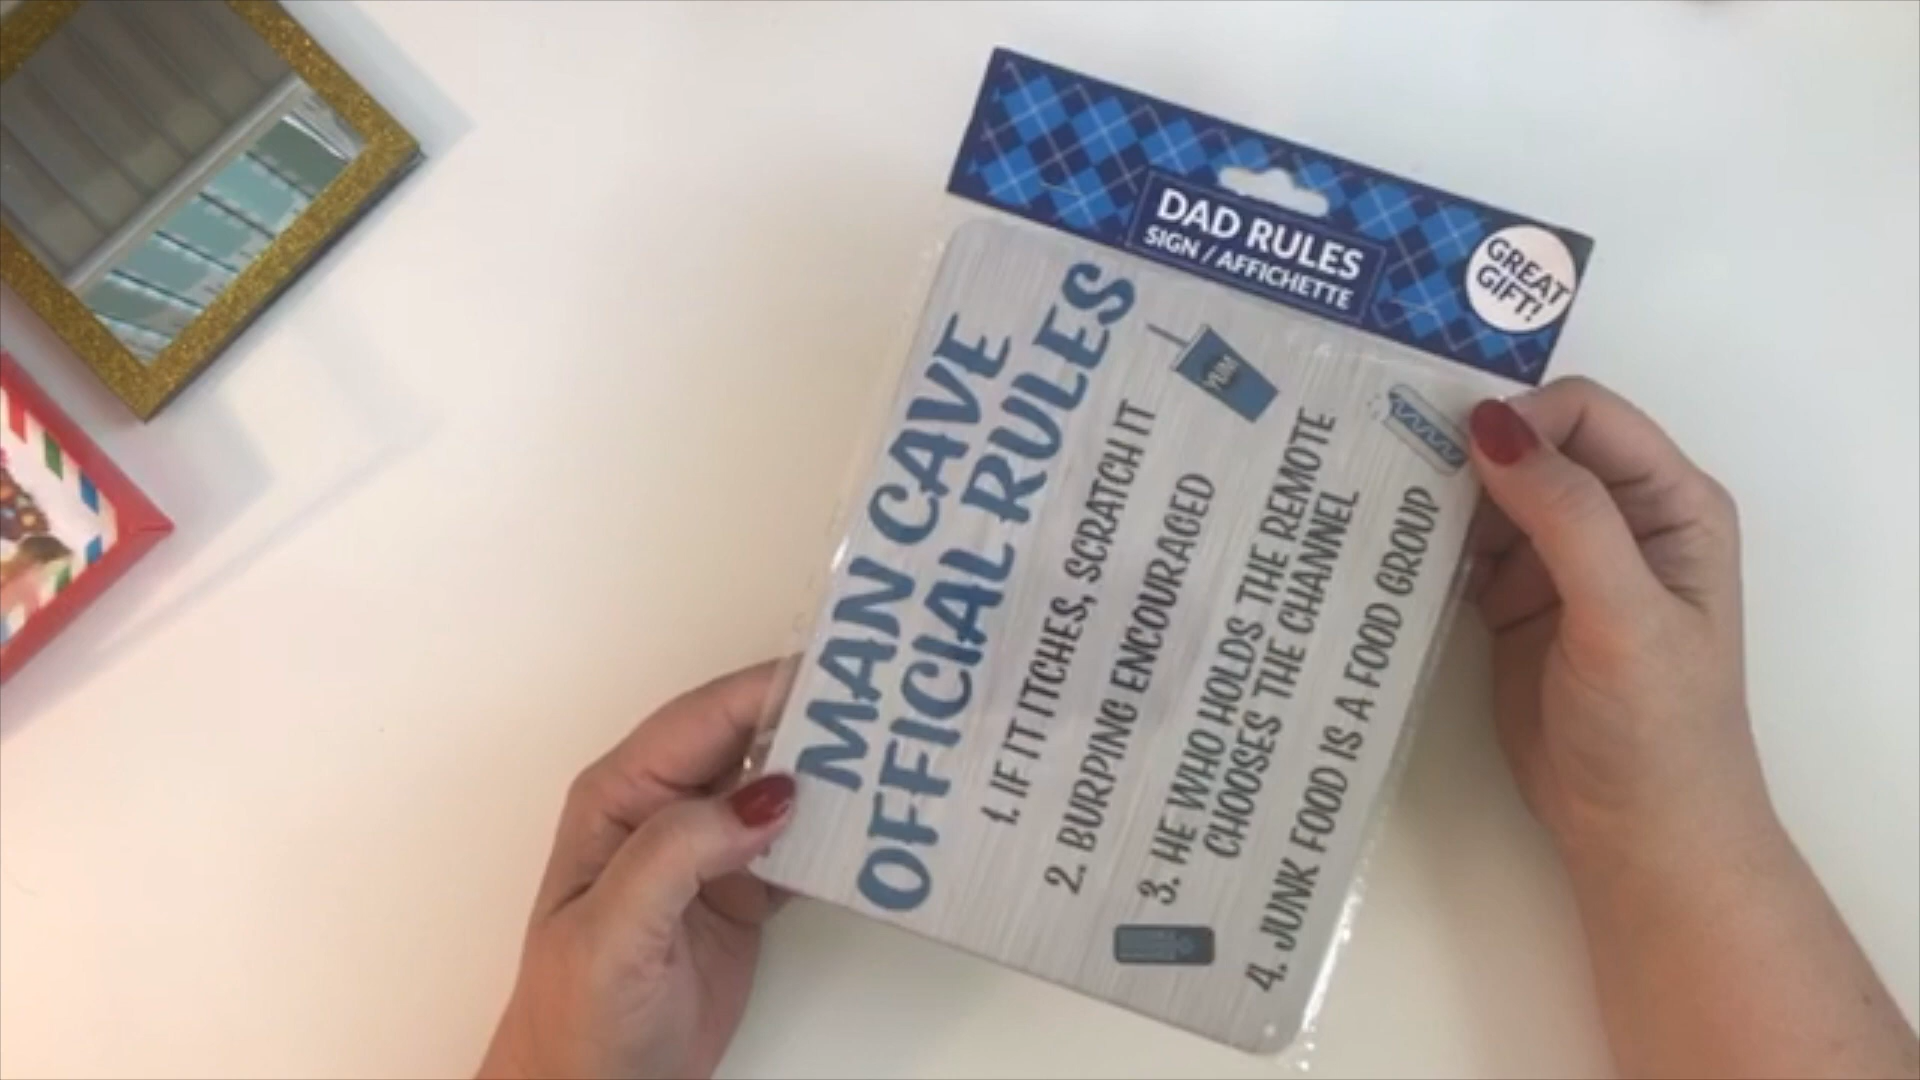 DAD RULES
SIGN / AFFICHETTE
GREAT
GIFT!
MAN CAVE
OFFICIAL RULES
YUM
1. IF IT ITCHES, SCRATCH IT
2. BURPING ENCOURAGED
3. HE WHO HOLDS THE REMOTE
CHOOSES THE CHANNEL
4. JUNK FOOD IS A FOOD GROUP